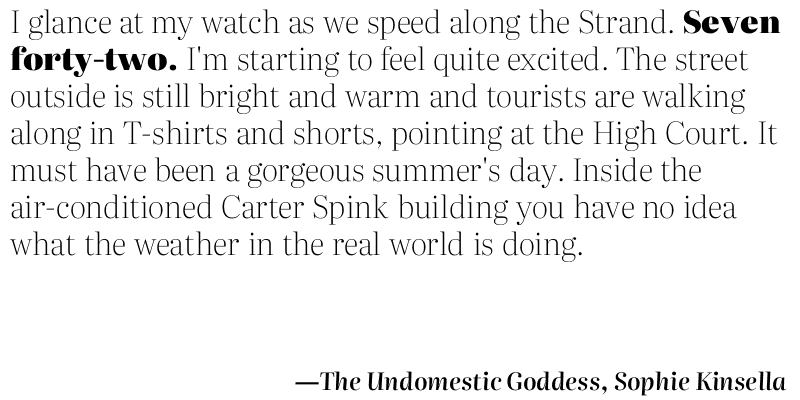 I glance at my watch as we speed along the Strand. Seven
forty-two. I'm starting to feel quite excited. The street
outside is still bright and warm and tourists are walking
along in T-shirts and shorts, pointing at the High Court. It
must have been a gorgeous summer's day. Inside the
air-conditioned Carter Spink building you have no idea
what the weather in the real world is doing.
—The Undomestic Goddess, Sophie Kinsella